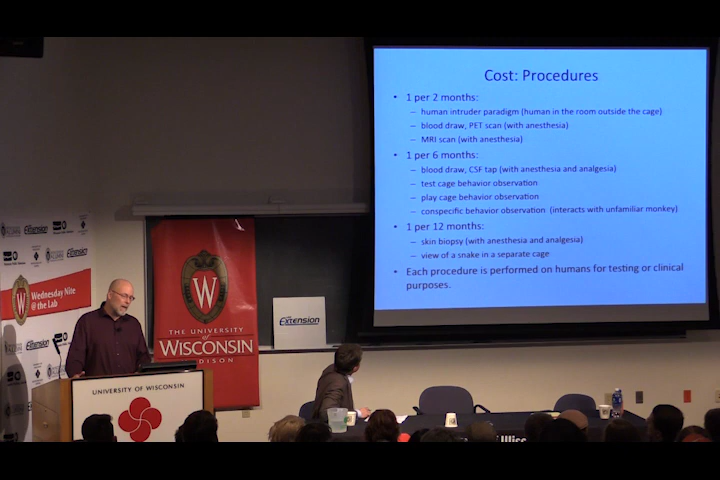 Cost: Procedures
• 1 per 2 months:
– human intruder paradigm (human in the room outside the cage)
– blood draw, PET scan (with anesthesia)
– MRI scan (with anesthesia)
• 1 per 6 months:
– blood draw, CSF tap (with anesthesia and analgesia)
– test cage behavior observation
– play cage behavior observation
– conspecific behavior observation (interacts with unfamiliar monkey)
• 1 per 12 months:
– skin biopsy (with anesthesia and analgesia)
– view of a snake in a separate cage
• Each procedure is performed on humans for testing or clinical
purposes.
Extension
Wednesday Nite
@ the Lab
W
THE UNIVERSITY
WISCONSIN
DISON
Extension
UNIVERSITY OF WISCONSIN
Wiss